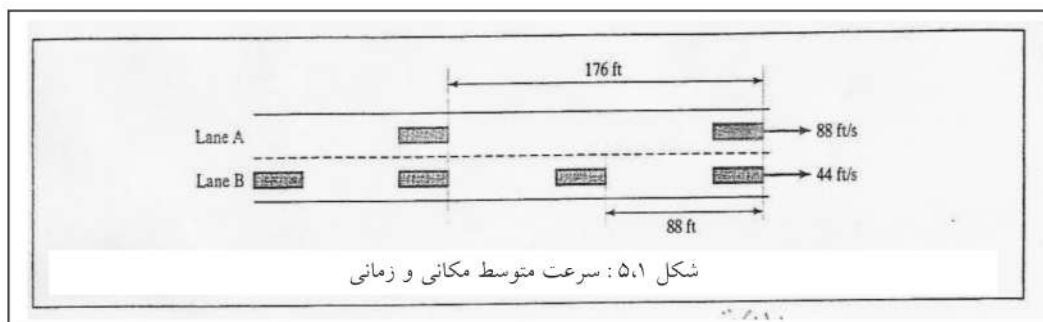 176 ft
Lane A
88 ft/s
Lane B
44 ft/s
88 ft
شکل ۵,۱ : سرعت متوسط مکانی و زمانی